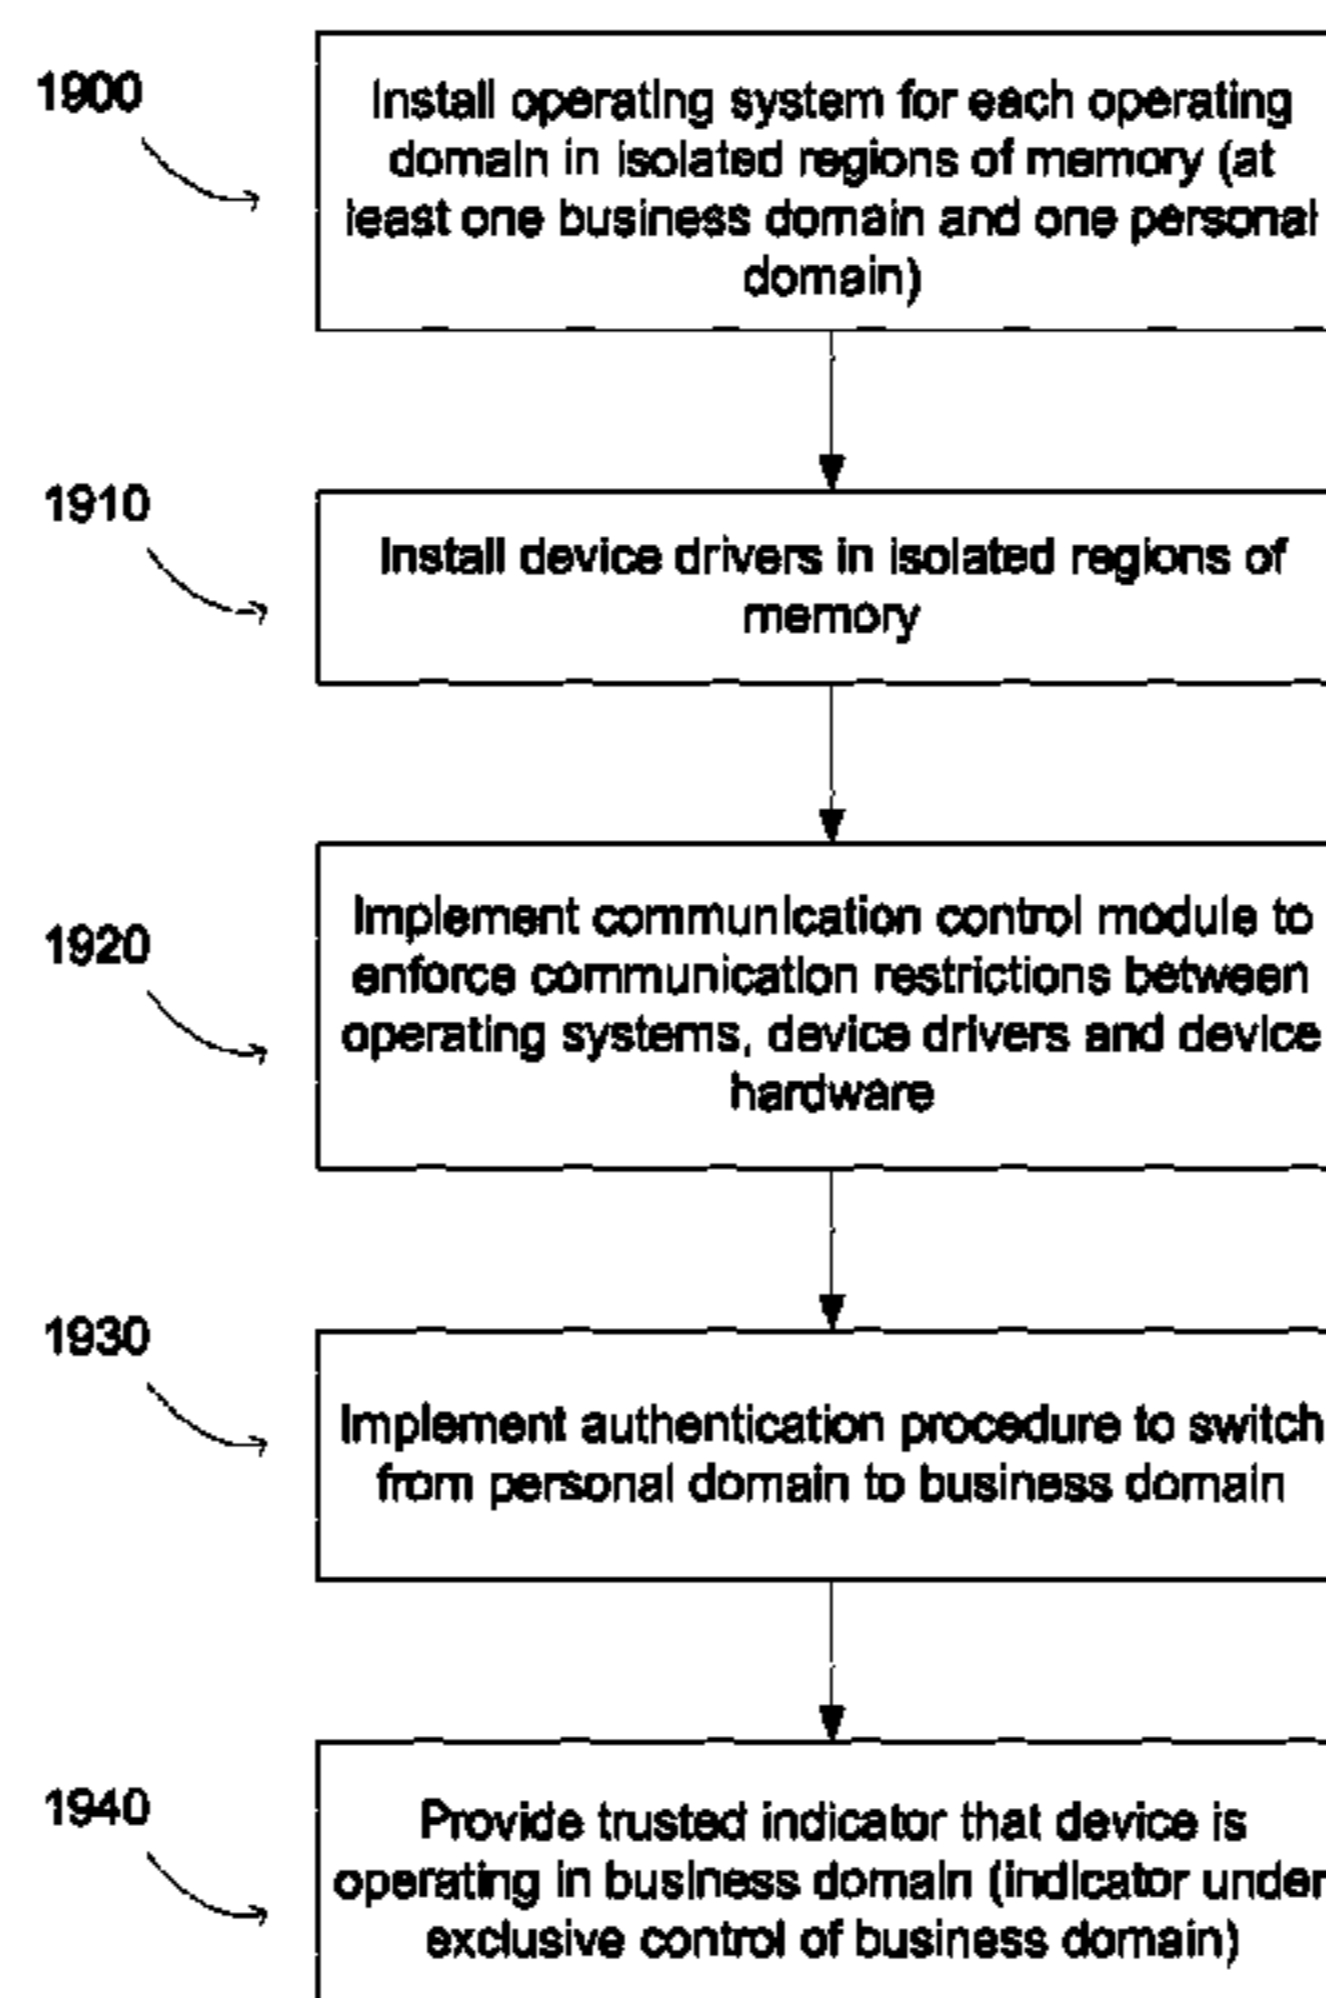 1900
Install operating system for each operating
domain in isolated regions of memory (at
least one business domain and one personal
domain)
1910
Install device drivers in isolated regions of
memory
1920
Implement communication control module to
enforce communication restrictions between
operating systems, device drivers and device
hardware
1930
Implement authentication procedure to switch
from personal domain to business domain
1940
Provide trusted indicator that device is
operating in business domain (indicator under
exclusive control of business domain)